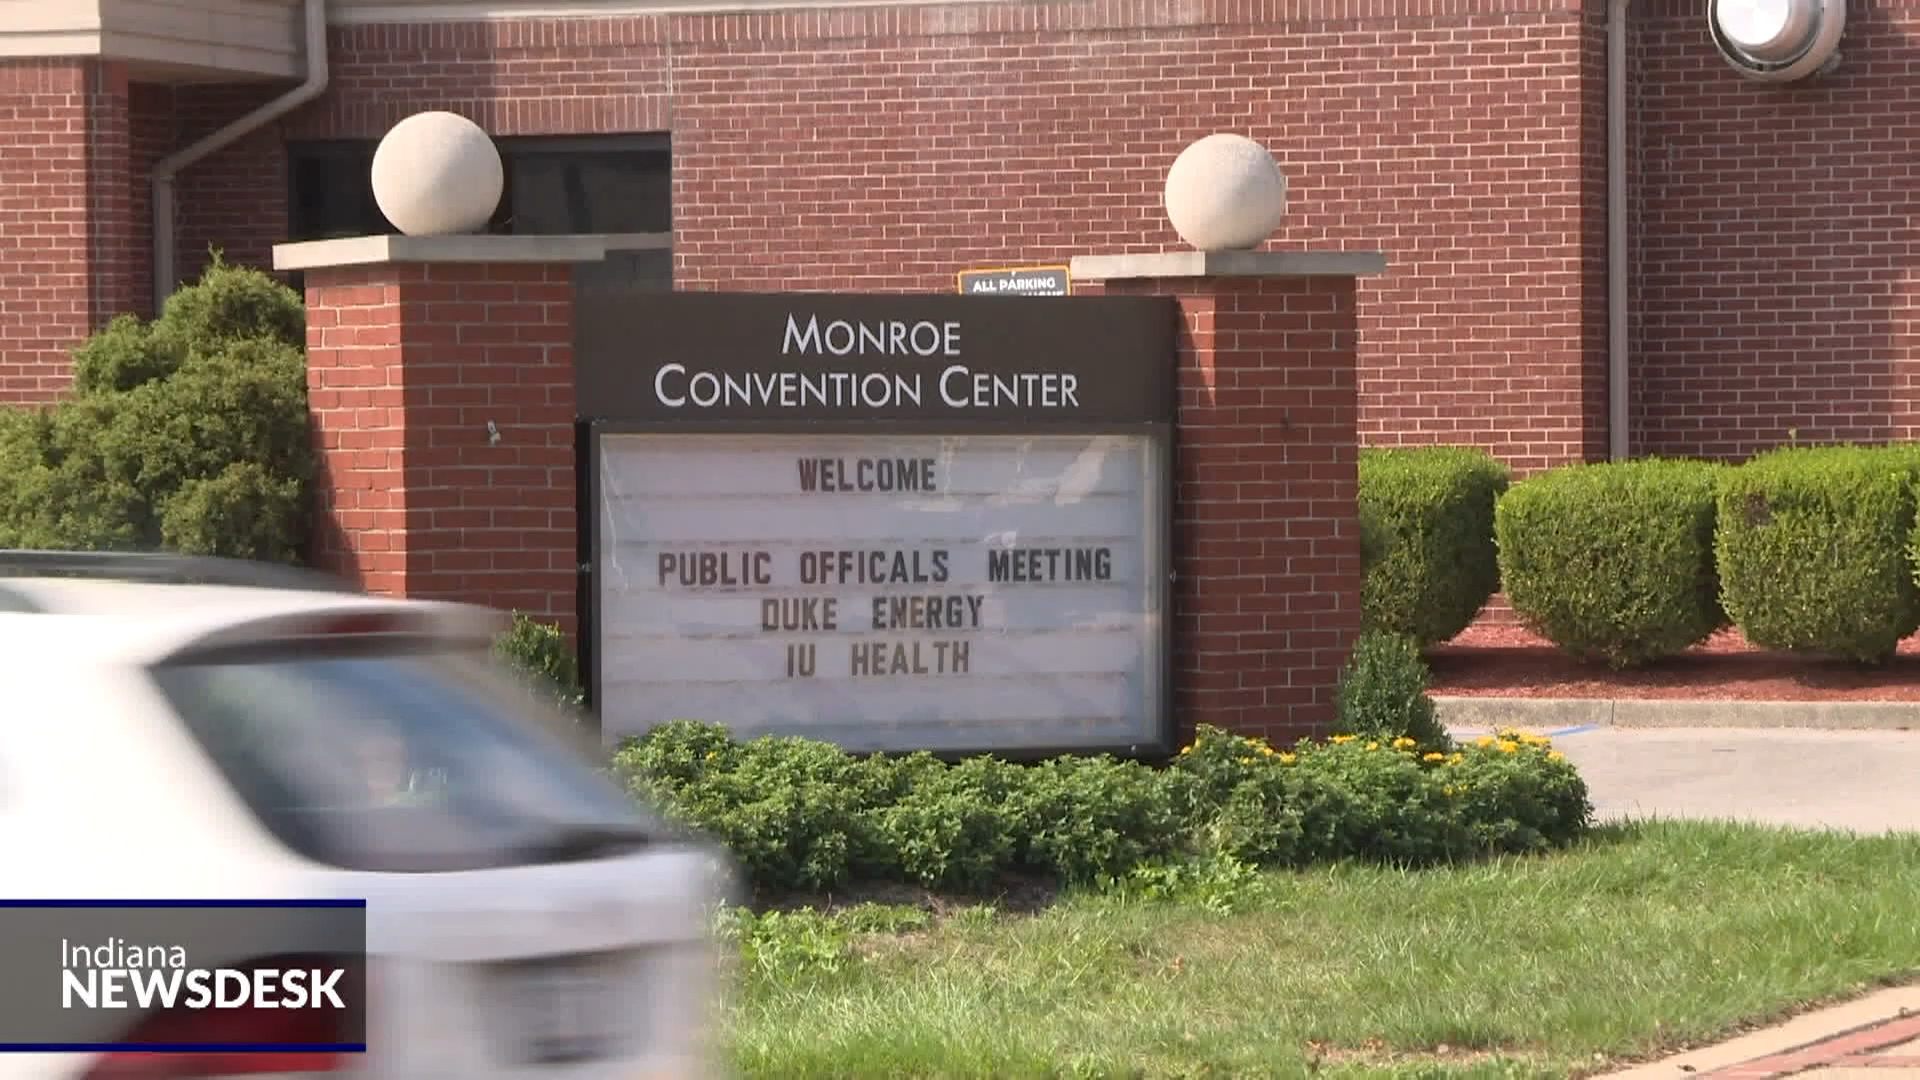 ALL PARKING
MONROE
CONVENTION CENTER
WELCOME
PUBLIC OFFICALS MEETING
DUKE ENERGY
IU HEALTH
Indiana
NEWSDESK